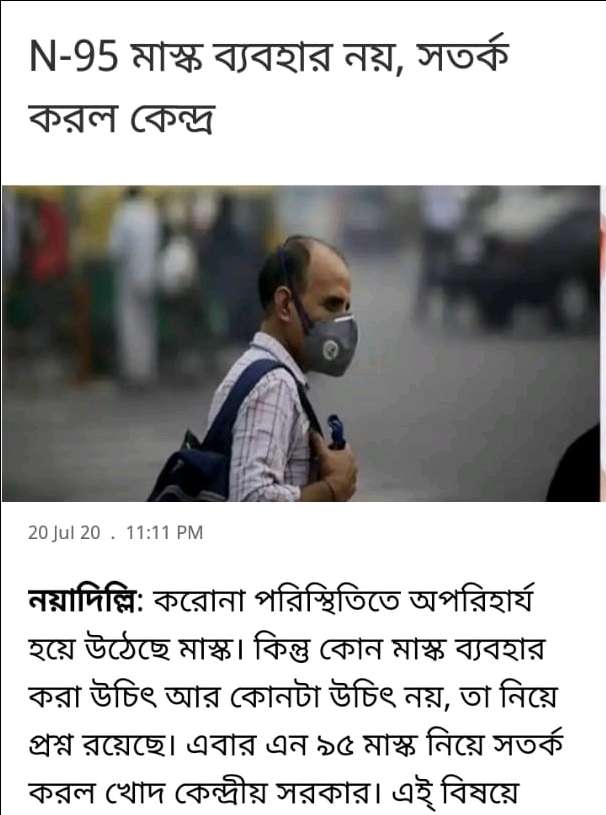 N-95 মাস্ক ব্যবহার নয়, সতর্ক
করল কেন্দ্র
20 Jul 20 . 11:11 PM
নয়াদিল্লি: করোনা পরিস্থিতিতে অপরিহার্য
হয়ে উঠেছে মাস্ক। কিন্তু কোন মাস্ক ব্যবহার
করা উচিৎ আর কোনটা উচিৎ নয়, তা নিয়ে
প্রশ্ন রয়েছে। এবার এন ৯৫ মাস্ক নিয়ে সতর্ক
করল খোদ কেন্দ্রীয় সরকার। এই বিষয়ে